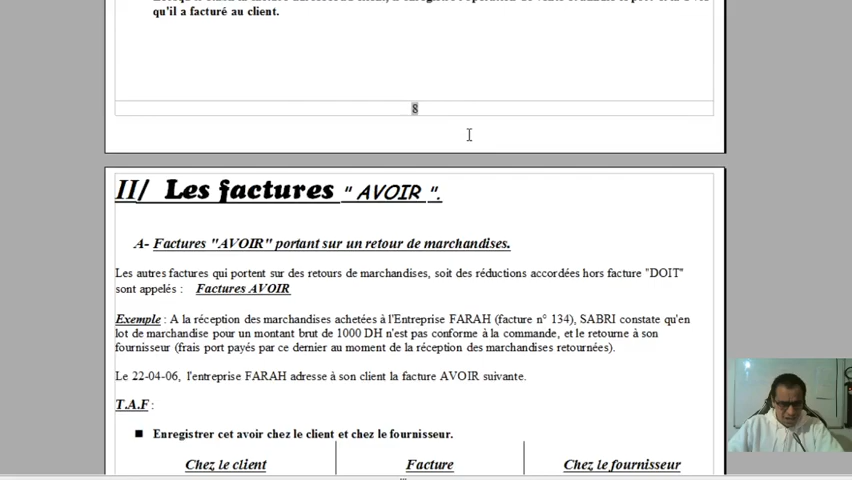 qu'il a facturé au client.
8
II/ Les factures " AVOIR ".
A- Factures "AVOIR" portant sur un retour de marchandises.
Les autres factures qui portent sur des retours de marchandises, soit des réductions accordées hors facture "DOIT"
sont appelés : Factures AVOIR
Exemple : A la réception des marchandises achetées à l'Entreprise FARAH (facture n° 134), SABRI constate qu'en
lot de marchandise pour un montant brut de 1000 DH n'est pas conforme à la commande, et le retourne à son
fournisseur (frais port payés par ce dernier au moment de la réception des marchandises retournées).
Le 22-04-06, l'entreprise FARAH adresse à son client la facture AVOIR suivante.
T.A.F :
■ Enregistrer cet avoir chez le client et chez le fournisseur.
Chez le client Facture Chez le fournisseur